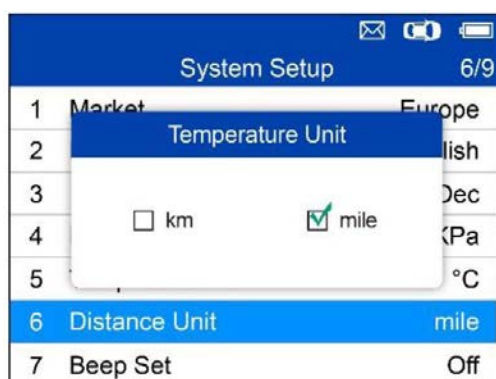 System Setup 6/9
1 Market Europe
Temperature Unit
2 lish
3 Dec
km mile
4 KPa
5 °C
6 Distance Unit mile
7 Beep Set Off